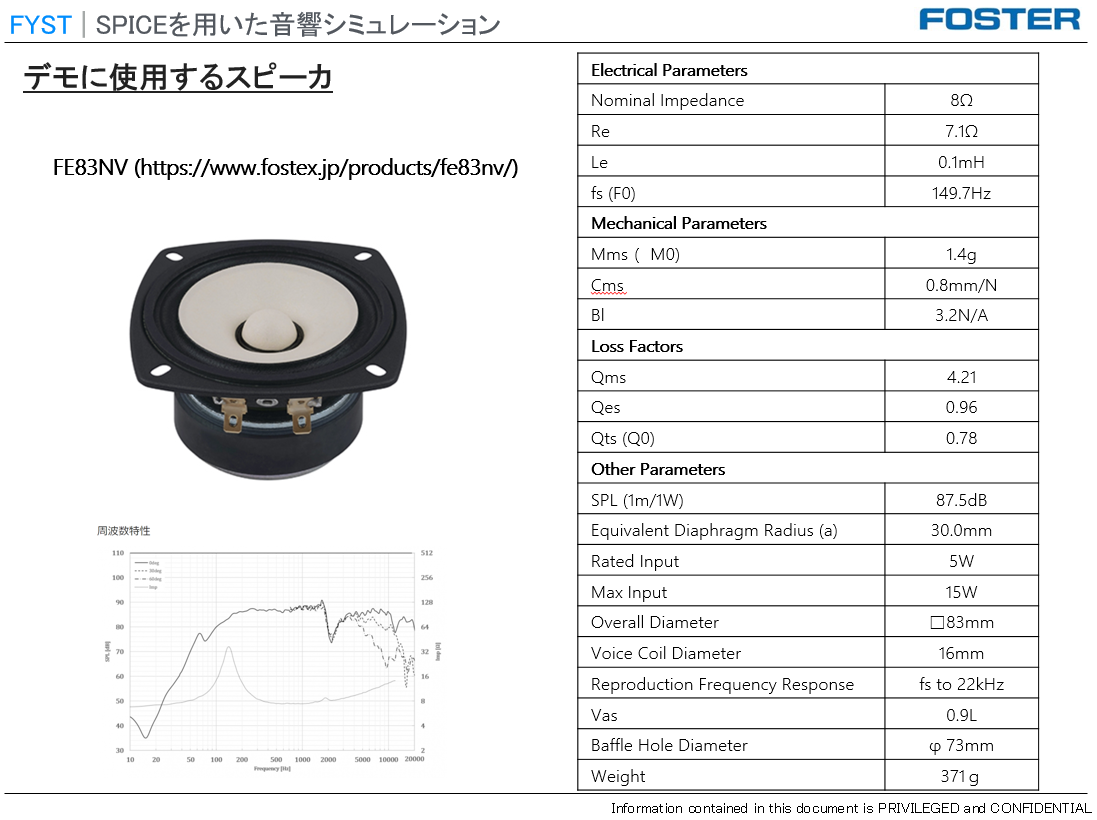 FYST｜SPICEを用いた音響シミュレーション
FOSTER
デモに使用するスピーカ
FE83NV (https://www.fostex.jp/products/fe83nv/)
周波数特性
110
100
90
80
70
60
50
40
30
SPL [dB]
0deg
30deg
60deg
Imp
512
256
128
64
32
16
8
4
2
Imp [Ω]
10 20 50 100 200 500 1000 2000 5000 10000 20000
Frequency [Hz]
Electrical Parameters
Nominal Impedance 8Ω
Re 7.1Ω
Le 0.1mH
fs (F0) 149.7Hz
Mechanical Parameters
Mms ( M0) 1.4g
Cms 0.8mm/N
Bl 3.2N/A
Loss Factors
Qms 4.21
Qes 0.96
Qts (Q0) 0.78
Other Parameters
SPL (1m/1W) 87.5dB
Equivalent Diaphragm Radius (a) 30.0mm
Rated Input 5W
Max Input 15W
Overall Diameter □83mm
Voice Coil Diameter 16mm
Reproduction Frequency Response fs to 22kHz
Vas 0.9L
Baffle Hole Diameter φ 73mm
Weight 371g
Information contained in this document is PRIVILEGED and CONFIDENTIAL